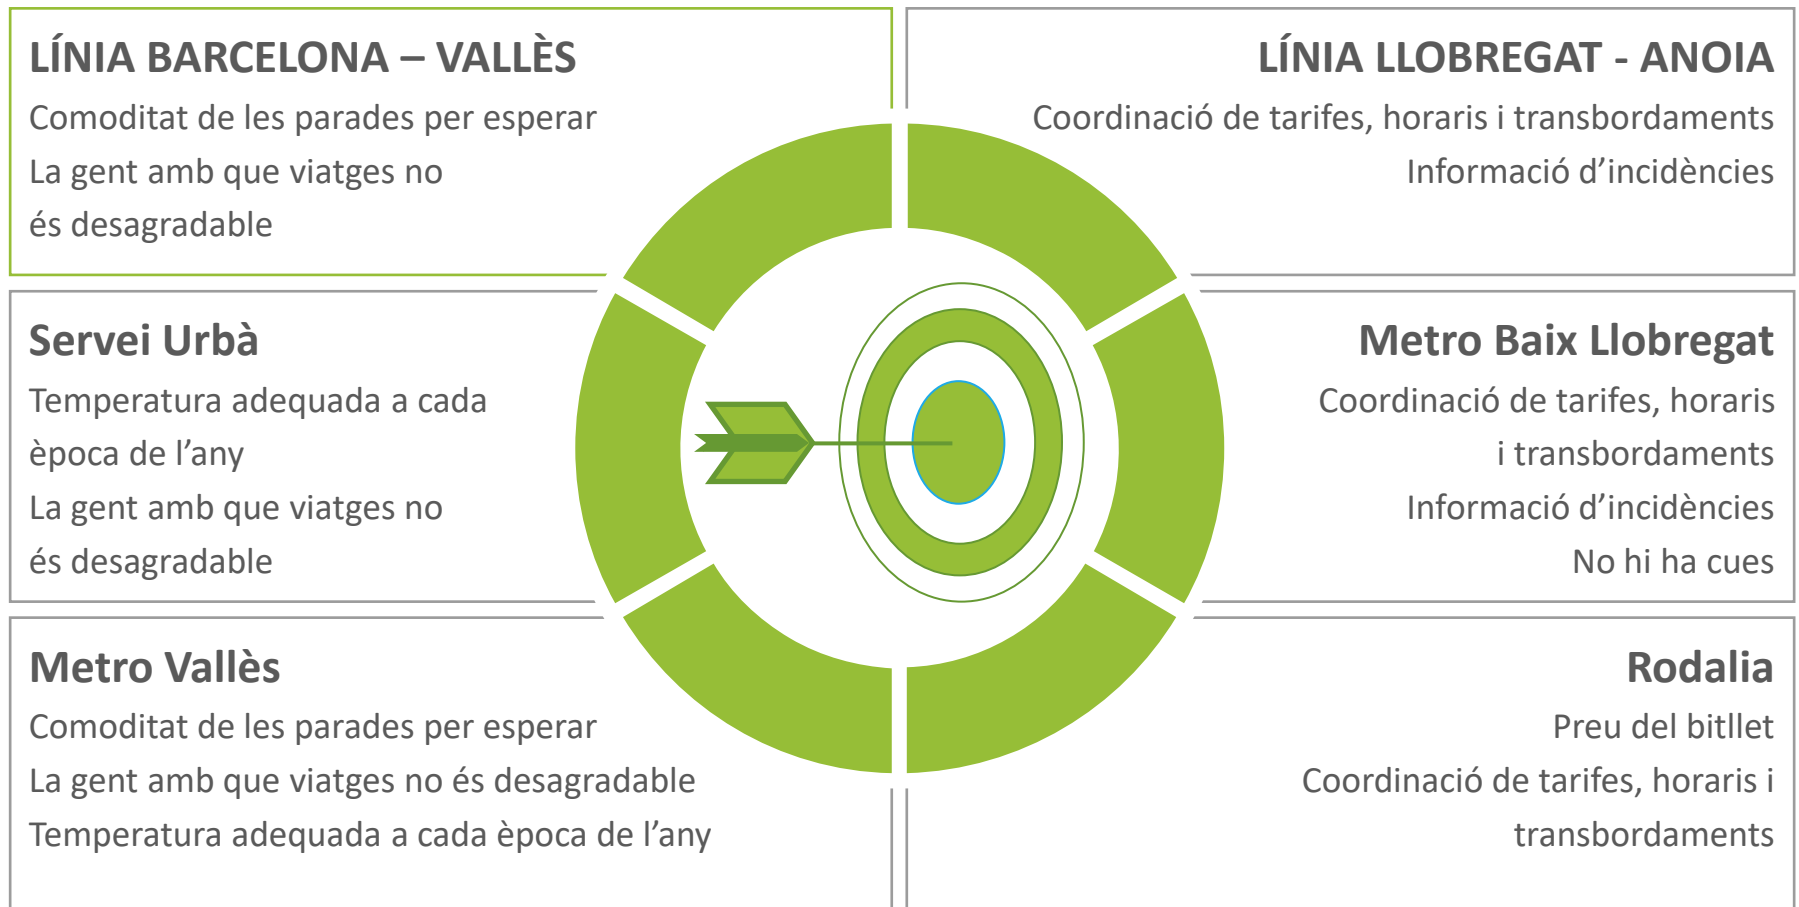 LÍNIA BARCELONA – VALLÈS
Comoditat de les parades per esperar
La gent amb que viatges no
és desagradable
LÍNIA LLOBREGAT - ANOIA
Coordinació de tarifes, horaris i transbordaments
Informació d’incidències
Servei Urbà
Temperatura adequada a cada
època de l’any
La gent amb que viatges no
és desagradable
Metro Baix Llobregat
Coordinació de tarifes, horaris
i transbordaments
Informació d’incidències
No hi ha cues
Metro Vallès
Comoditat de les parades per esperar
La gent amb que viatges no és desagradable
Temperatura adequada a cada època de l’any
Rodalia
Preu del bitllet
Coordinació de tarifes, horaris i
transbordaments